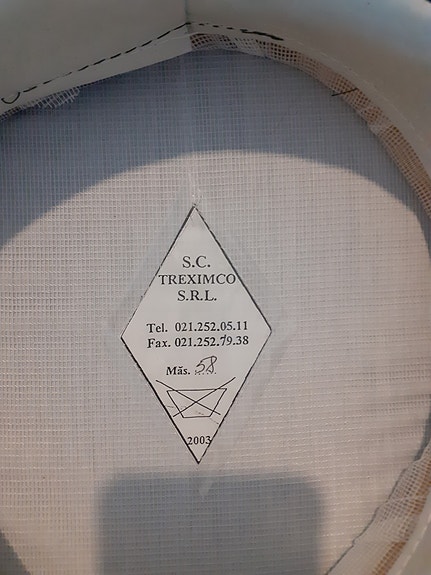 S.C.
TREXIMCO
S.R.L.
Tel. 021.252.05.11
Fax. 021.252.79.38
Măs. 58
2003